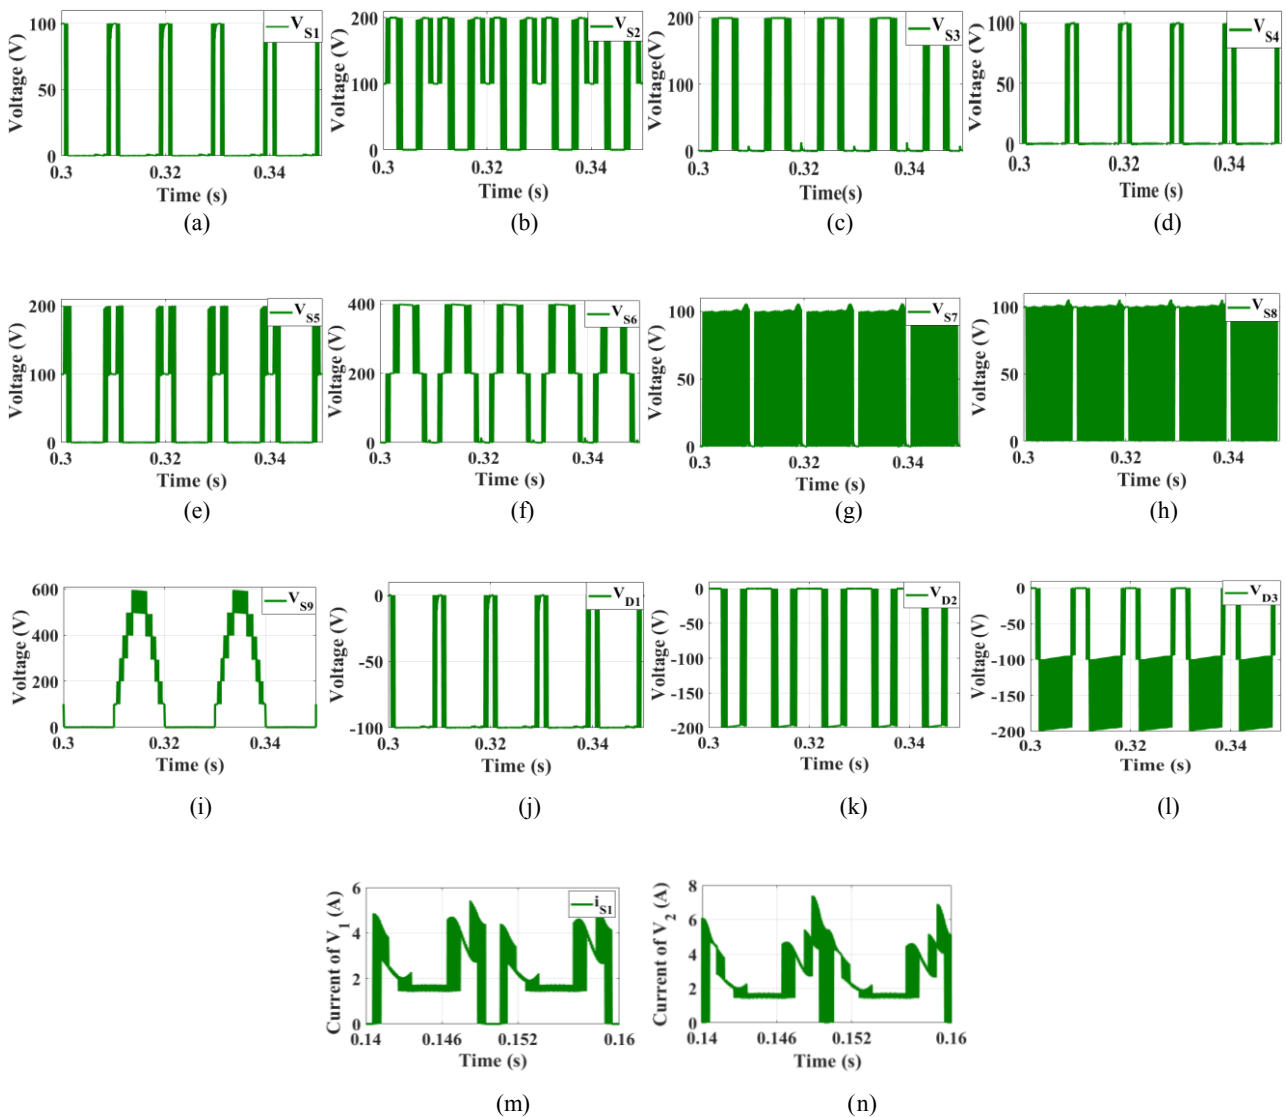 Voltage (V)
100
50
0
V_S1
0.3 0.32 0.34
Time (s)
(a)
Voltage (V)
200
100
0
V_S2
0.3 0.32 0.34
Time (s)
(b)
Voltage(V)
200
100
0
V_S3
0.3 0.32 0.34
Time(s)
(c)
Voltage (V)
100
50
0
V_S4
0.3 0.32 0.34
Time (s)
(d)
Voltage (V)
200
100
0
V_S5
0.3 0.32 0.34
Time (s)
(e)
Voltage (V)
400
200
0
V_S6
0.3 0.32 0.34
Time (s)
(f)
Voltage (V)
100
50
0
V_S7
0.3 0.32 0.34
Time (s)
(g)
Voltage (V)
100
50
0
V_S8
0.3 0.32 0.34
Time (s)
(h)
Voltage (V)
600
400
200
0
V_S9
0.3 0.32 0.34
Time (s)
(i)
Voltage (V)
0
-50
-100
V_D1
0.3 0.32 0.34
Time (s)
(j)
Voltage (V)
0
-50
-100
-150
-200
V_D2
0.3 0.32 0.34
Time (s)
(k)
Voltage (V)
0
-50
-100
-150
-200
V_D3
0.3 0.32 0.34
Time (s)
(l)
Current of V_1 (A)
6
4
2
0
i_S1
0.14 0.146 0.152 0.16
Time (s)
(m)
Current of V_2 (A)
8
6
4
2
0
0.14 0.146 0.152 0.16
Time (s)
(n)